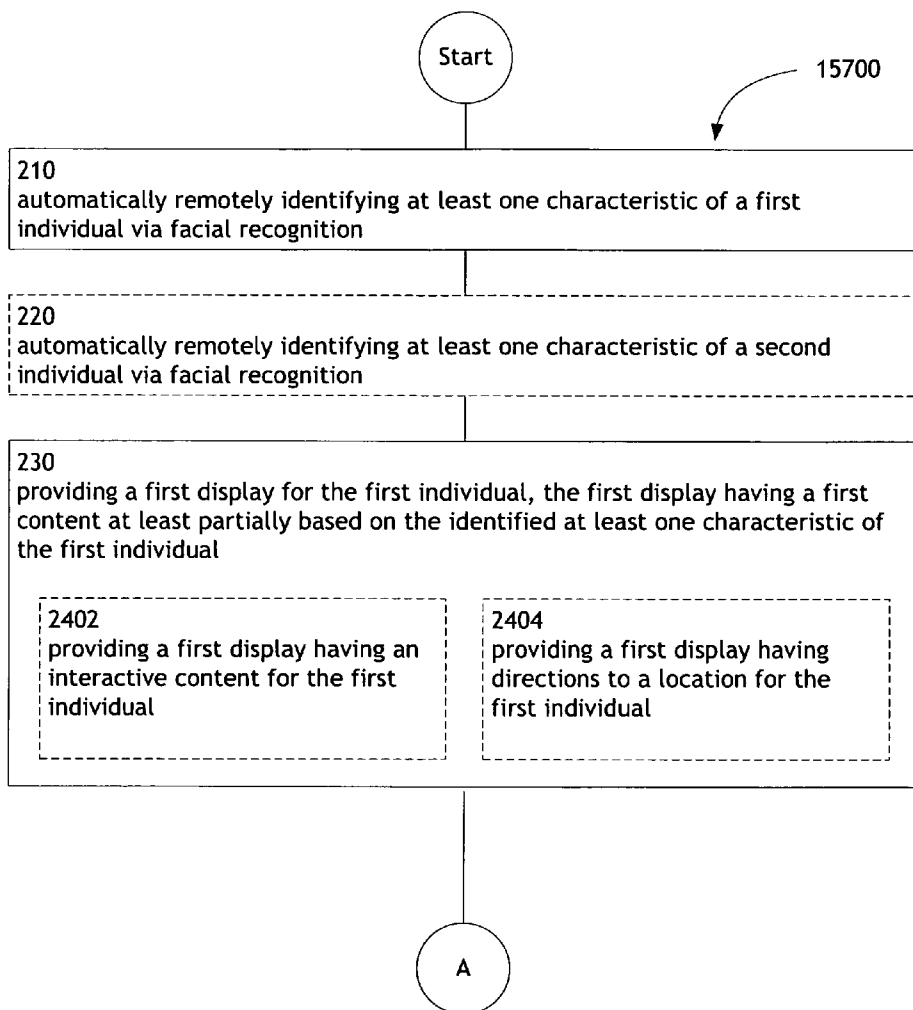 Start
15700
210
automatically remotely identifying at least one characteristic of a first
individual via facial recognition
220
automatically remotely identifying at least one characteristic of a second
individual via facial recognition
230
providing a first display for the first individual, the first display having a first
content at least partially based on the identified at least one characteristic of
the first individual
2402
providing a first display having an
interactive content for the first
individual
2404
providing a first display having
directions to a location for the
first individual
A